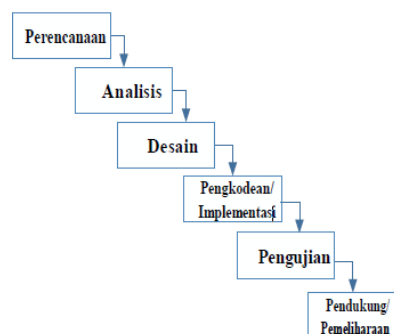 Perencanaan
Analisis
Desain
Pengkodean/
Implementasi
Pengujian
Pendukung/
Pemeliharaan